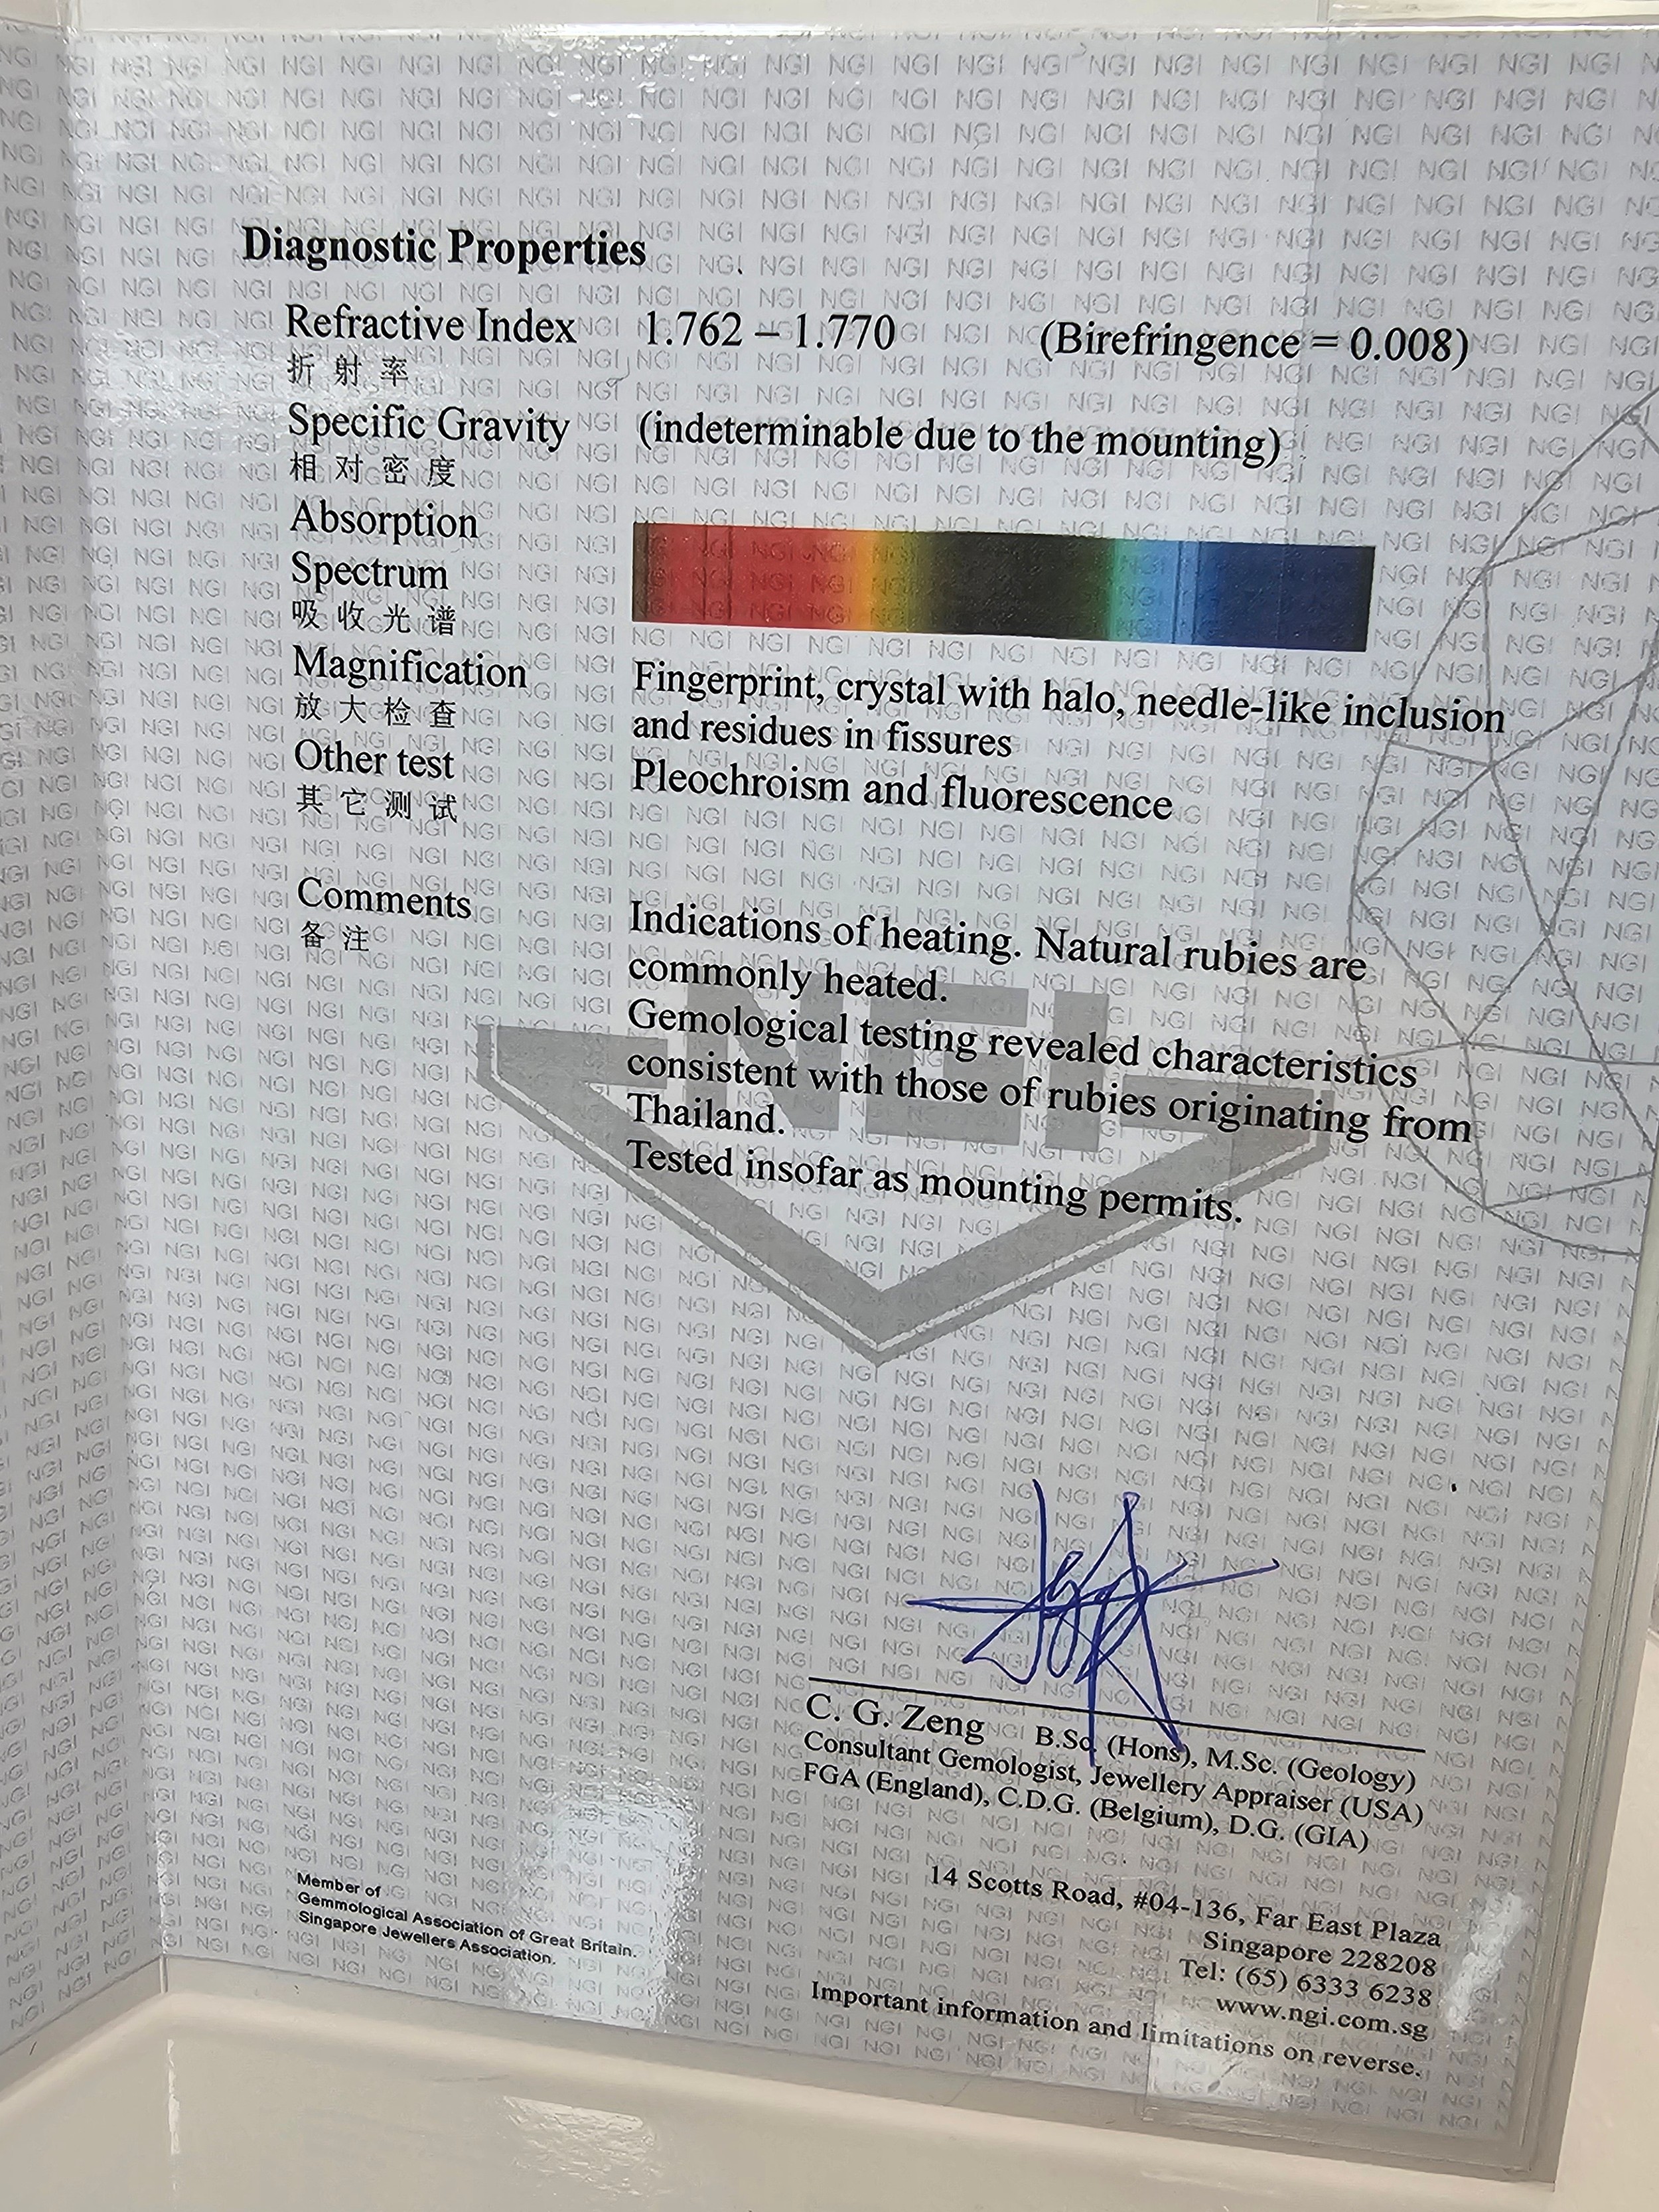 Diagnostic Properties
Refractive Index 1.762 – 1.770 (Birefringence = 0.008)
折射率
Specific Gravity (indeterminable due to the mounting)
相对密度
Absorption
Spectrum
吸收光谱
Magnification Fingerprint, crystal with halo, needle-like inclusion
放大检查 and residues in fissures
Other test Pleochroism and fluorescence
其它测试
Comments Indications of heating. Natural rubies are
备注 commonly heated.
Gemological testing revealed characteristics
consistent with those of rubies originating from
Thailand.
Tested insofar as mounting permits.
NGI
C. G. Zeng B.Sc (Hons), M.Sc. (Geology)
Consultant Gemologist, Jewellery Appraiser (USA)
FGA (England), C.D.G. (Belgium), D.G. (GIA)
14 Scotts Road, #04-136, Far East Plaza
Singapore 228208
Tel: (65) 6333 6238
www.ngi.com.sg
Member of
Gemmological Association of Great Britain.
Singapore Jewellers Association.
Important information and limitations on reverse.